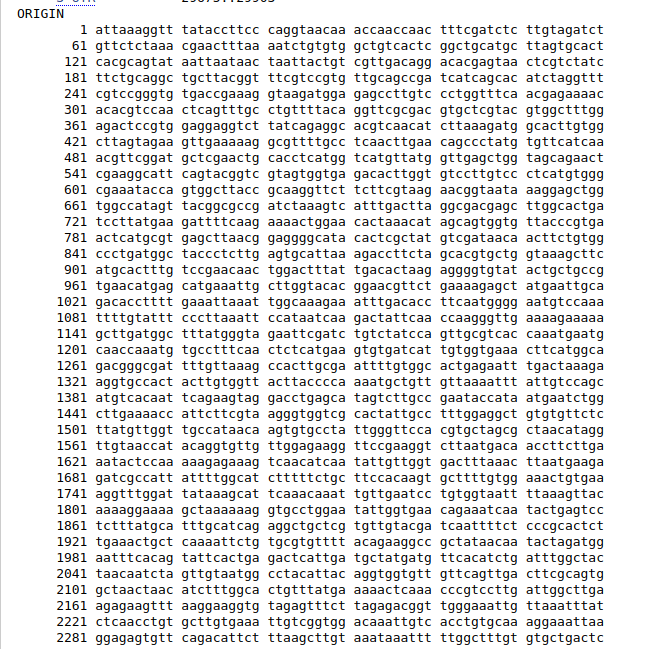 ORIGIN
1 attaaaggtt tataccttcc caggtaacaa accaaccaac tttcgatctc ttgtagatct
61 gttctctaaa cgaactttaa aatctgtgtg gctgtcactc ggctgcatgc ttagtgcact
121 cacgcagtat aattaataac taattactgt cgttgacagg acacgagtaa ctcgtctatc
181 ttctgcaggc tgcttacggt ttcgtccgtg ttgcagccga tcatcagcac atctaggttt
241 cgtccgggtg tgaccgaaag gtaagatgga gagccttgtc cctggtttca acgagaaaac
301 acacgtccaa ctcagtttgc ctgttttaca ggttcgcgac gtgctcgtac gtggctttgg
361 agactccgtg gaggaggtct tatcagaggc acgtcaacat cttaaagatg gcacttgtgg
421 cttagtagaa gttgaaaaag gcgttttgcc tcaacttgaa cagccctatg tgttcatcaa
481 acgttcggat gctcgaactg cacctcatgg tcatgttatg gttgagctgg tagcagaact
541 cgaaggcatt cagtacggtc gtagtggtga gacacttggt gtccttgtcc ctcatgtggg
601 cgaaatacca gtggcttacc gcaaggttct tcttcgtaag aacggtaata aaggagctgg
661 tggccatagt tacggcgccg atctaaagtc atttgactta ggcgacgagc ttggcactga
721 tccttatgaa gattttcaag aaaactggaa cactaaacat agcagtggtg ttacccgtga
781 actcatgcgt gagcttaacg gaggggcata cactcgctat gtcgataaca acttctgtgg
841 ccctgatggc taccctcttg agtgcattaa agaccttcta gcacgtgctg gtaaagcttc
901 atgcactttg tccgaacaac tggactttat tgacactaag aggggtgtat actgctgccg
961 tgaacatgag catgaaattg cttggtacac ggaacgttct gaaaagagct atgaattgca
1021 gacacctttt gaaattaaat tggcaaagaa atttgacacc ttcaatgggg aatgtccaaa
1081 ttttgtattt cccttaaatt ccataatcaa gactattcaa ccaagggttg aaaagaaaaa
1141 gcttgatggc tttatgggta gaattcgatc tgtctatcca gttgcgtcac caaatgaatg
1201 caaccaaatg tgcctttcaa ctctcatgaa gtgtgatcat tgtggtgaaa cttcatggca
1261 gacgggcgat tttgttaaag ccacttgcga attttgtggc actgagaatt tgactaaaga
1321 aggtgccact acttgtggtt acttacccca aaatgctgtt gttaaaattt attgtccagc
1381 atgtcacaat tcagaagtag gacctgagca tagtcttgcc gaataccata atgaatctgg
1441 cttgaaaacc attcttcgta agggtggtcg cactattgcc tttggaggct gtgtgttctc
1501 ttatgttggt tgccataaca agtgtgccta ttgggttcca cgtgctagcg ctaacatagg
1561 ttgtaaccat acaggtgttg ttggagaagg ttccgaaggt cttaatgaca accttcttga
1621 aatactccaa aaagagaaag tcaacatcaa tattgttggt gactttaaac ttaatgaaga
1681 gatcgccatt attttggcat ctttttctgc ttccacaagt gcttttgtgg aaactgtgaa
1741 aggtttggat tataaagcat tcaaacaaat tgttgaatcc tgtggtaatt ttaaagttac
1801 aaaaggaaaa gctaaaaaag gtgcctggaa tattggtgaa cagaaatcaa tactgagtcc
1861 tctttatgca tttgcatcag aggctgctcg tgttgtacga tcaattttct cccgcactct
1921 tgaaactgct caaaattctg tgcgtgtttt acagaaggcc gctataacaa tactagatgg
1981 aatttcacag tattcactga gactcattga tgctatgatg ttcacatctg atttggctac
2041 taacaatcta gttgtaatgg cctacattac aggtggtgtt gttcagttga cttcgcagtg
2101 gctaactaac atctttggca ctgtttatga aaaactcaaa cccgtccttg attggcttga
2161 agagaagttt aaggaaggtg tagagtttct tagagacggt tgggaaattg ttaaatttat
2221 ctcaacctgt gcttgtgaaa ttgtcggtgg acaaattgtc acctgtgcaa aggaaattaa
2281 ggagagtgtt cagacattct ttaagcttgt aaataaattt ttggctttgt gtgctgactc